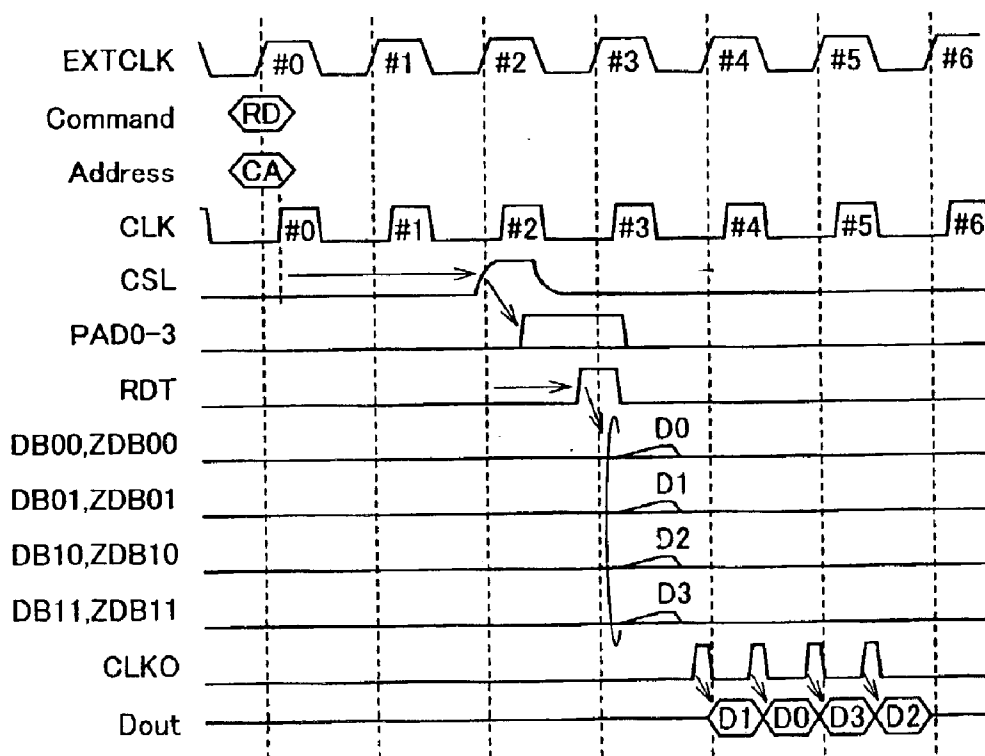 EXTCLK #0 #1 #2 #3 #4 #5 #6
Command RD
Address CA
CLK #0 #1 #2 #3 #4 #5 #6
CSL
PAD0-3
RDT
DB00,ZDB00 D0
DB01,ZDB01 D1
DB10,ZDB10 D2
DB11,ZDB11 D3
CLKO
Dout D1 D0 D3 D2